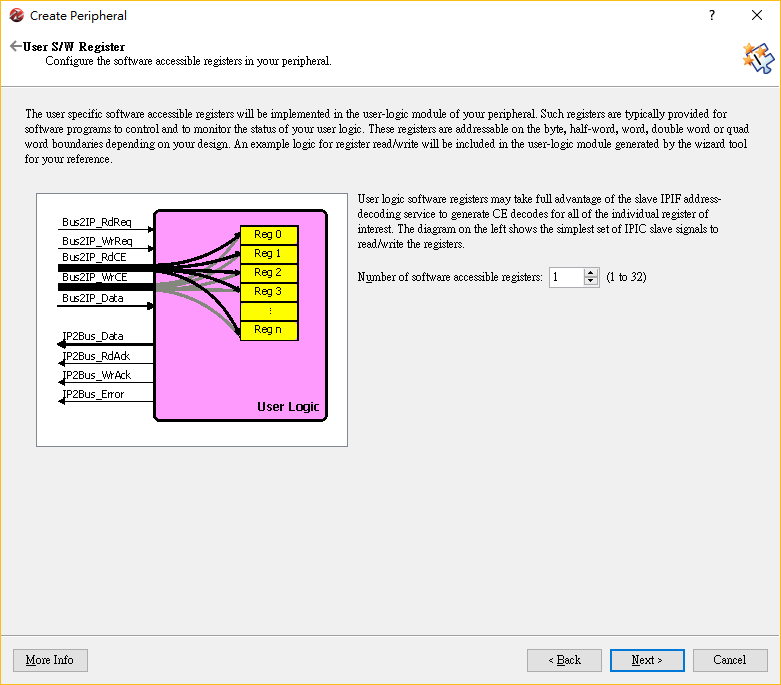 Create Peripheral
User S/W Register
Configure the software accessible registers in your peripheral.
The user specific software accessible registers will be implemented in the user-logic module of your peripheral. Such registers are typically provided for
software programs to control and to monitor the status of your user logic. These registers are addressable on the byte, half-word, word, double word or quad
word boundaries depending on your design. An example logic for register read/write will be included in the user-logic module generated by the wizard tool
for your reference.
Bus2IP_RdReq
Bus2IP_WrReq
Bus2IP_RdCE
Bus2IP_WrCE
Bus2IP_Data
IP2Bus_Data
IP2Bus_RdAck
IP2Bus_WrAck
IP2Bus_Error
Reg 0
Reg 1
Reg 2
Reg 3
⋮
Reg n
User Logic
User logic software registers may take full advantage of the slave IPIF address-
decoding service to generate CE decodes for all of the individual register of
interest. The diagram on the left shows the simplest set of IPIC slave signals to
read/write the registers.
Number of software accessible registers: 1 (1 to 32)
More Info
< Back
Next >
Cancel